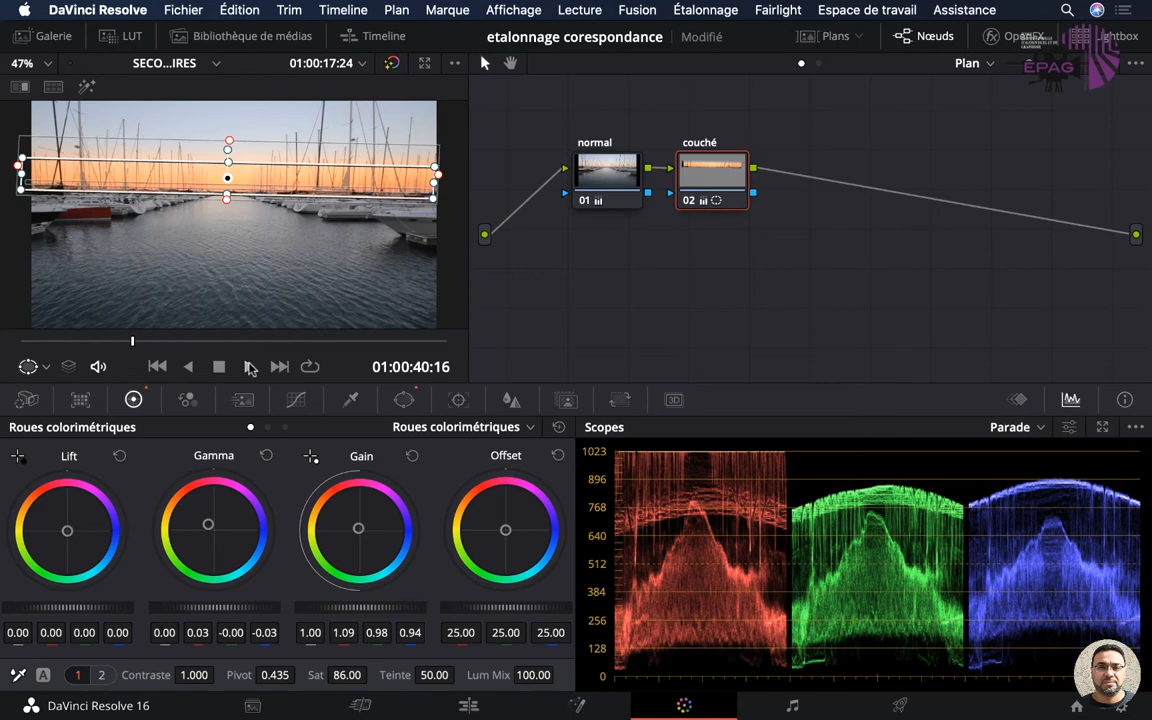 DaVinci Resolve Fichier Édition Trim Timeline Plan Marque Affichage Lecture Fusion Étalonnage Fairlight Espace de travail Assistance
Galerie LUT Bibliothèque de médias Timeline etalonnage corespondance Modifié Plans Nœuds OpenFX Lightbox
EPAG
47% SECO...IRES 01:00:17:24 Plan
normal couché
01 02
01:00:40:16
3D
Roues colorimétriques Roues colorimétriques Scopes Parade
Lift Gamma Gain Offset
1023
896
768
640
512
384
256
128
0
0.00 0.00 0.00 0.00 0.00 0.03 -0.00 -0.03 1.00 1.09 0.98 0.94 25.00 25.00 25.00
A 1 2 Contraste 1.000 Pivot 0.435 Sat 86.00 Teinte 50.00 Lum Mix 100.00
DaVinci Resolve 16